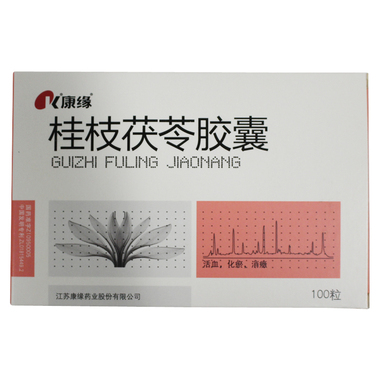 康缘
桂枝茯苓胶囊
GUIZHI FULING JIAONANG
活血，化瘀，消癥
江苏康缘药业股份有限公司
100粒